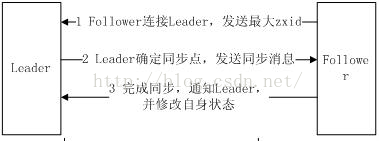 1 Follower连接Leader，发送最大zxid
2 Leader确定同步点，发送同步消息
Leader
Followe
r
http://blog.csdn.net/
3 完成同步，通知Leader，
并修改自身状态